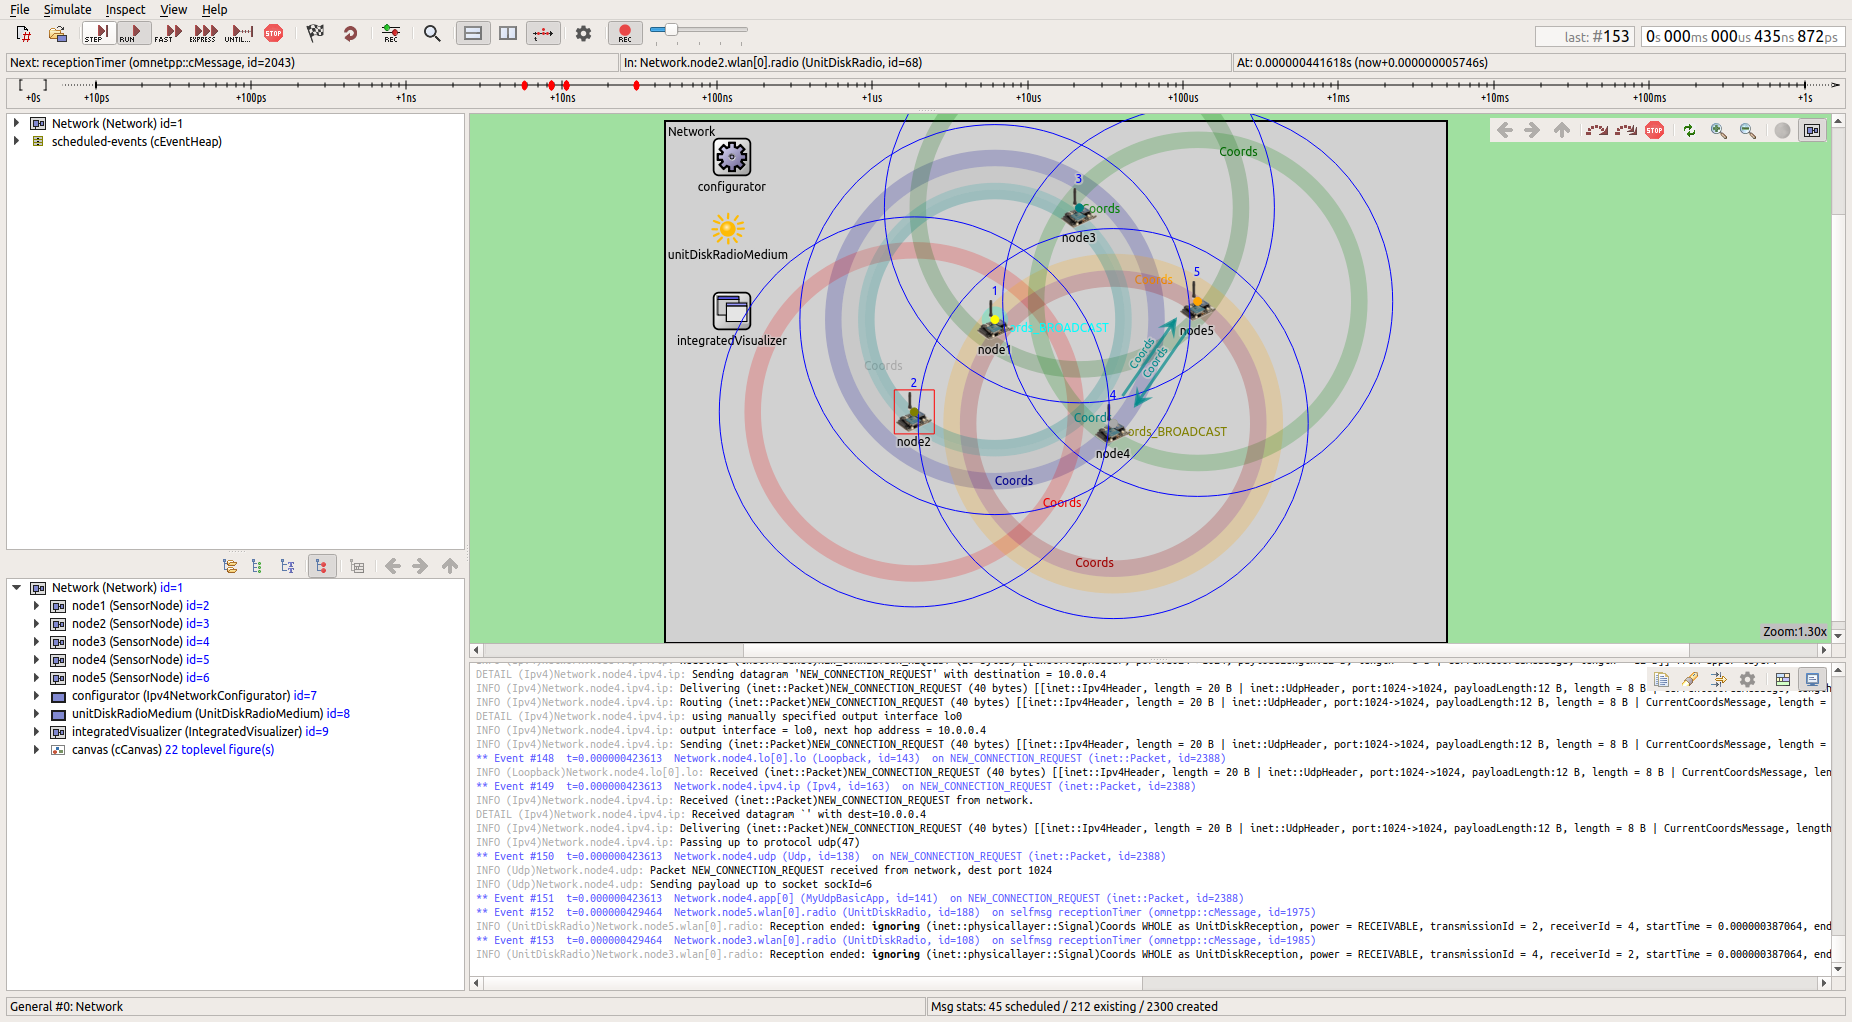 File Simulate Inspect View Help
STEP RUN FAST EXPRESS UNTIL... STOP REC REC
last: #153 0s 000ms 000us 435ns 872ps
Next: receptionTimer (omnetpp::cMessage, id=2043) In: Network.node2.wlan[0].radio (UnitDiskRadio, id=68) At: 0.000000441618s (now+0.000000005746s)
+0s +10ps +100ps +1ns +10ns +100ns +1us +10us +100us +1ms +10ms +100ms +1s
Network (Network) id=1
scheduled-events (cEventHeap)
Network (Network) id=1
node1 (SensorNode) id=2
node2 (SensorNode) id=3
node3 (SensorNode) id=4
node4 (SensorNode) id=5
node5 (SensorNode) id=6
configurator (Ipv4NetworkConfigurator) id=7
unitDiskRadioMedium (UnitDiskRadioMedium) id=8
integratedVisualizer (IntegratedVisualizer) id=9
canvas (cCanvas) 22 toplevel figure(s)
Network
configurator
unitDiskRadioMedium
integratedVisualizer
Coords
3
Coords
node3
Coords
5
node5
1
ords_BROADCAST
node1
Coords
Coords
Coords
2
node2
4
Coords
ords_BROADCAST
node4
Coords
Coords
Coords
STOP
Zoom:1.30x
DETAIL (Ipv4)Network.node4.ipv4.ip: Sending datagram 'NEW_CONNECTION_REQUEST' with destination = 10.0.0.4
INFO (Ipv4)Network.node4.ipv4.ip: Delivering (inet::Packet)NEW_CONNECTION_REQUEST (40 bytes) [[inet::Ipv4Header, length = 20 B | inet::UdpHeader, port:1024->1024, payloadLength:12 B, length = 8 B | CurrentCoordsMessage, length
INFO (Ipv4)Network.node4.ipv4.ip: Routing (inet::Packet)NEW_CONNECTION_REQUEST (40 bytes) [[inet::Ipv4Header, length = 20 B | inet::UdpHeader, port:1024->1024, payloadLength:12 B, length = 8 B | CurrentCoordsMessage, length =
DETAIL (Ipv4)Network.node4.ipv4.ip: using manually specified output interface lo0
INFO (Ipv4)Network.node4.ipv4.ip: output interface = lo0, next hop address = 10.0.0.4
INFO (Ipv4)Network.node4.ipv4.ip: Sending (inet::Packet)NEW_CONNECTION_REQUEST (40 bytes) [[inet::Ipv4Header, length = 20 B | inet::UdpHeader, port:1024->1024, payloadLength:12 B, length = 8 B | CurrentCoordsMessage, length =
** Event #148 t=0.000000423613 Network.node4.lo[0].lo (Loopback, id=143) on NEW_CONNECTION_REQUEST (inet::Packet, id=2388)
INFO (Loopback)Network.node4.lo[0].lo: Received (inet::Packet)NEW_CONNECTION_REQUEST (40 bytes) [[inet::Ipv4Header, length = 20 B | inet::UdpHeader, port:1024->1024, payloadLength:12 B, length = 8 B | CurrentCoordsMessage, len
** Event #149 t=0.000000423613 Network.node4.ipv4.ip (Ipv4, id=163) on NEW_CONNECTION_REQUEST (inet::Packet, id=2388)
INFO (Ipv4)Network.node4.ipv4.ip: Received (inet::Packet)NEW_CONNECTION_REQUEST from network.
DETAIL (Ipv4)Network.node4.ipv4.ip: Received datagram `' with dest=10.0.0.4
INFO (Ipv4)Network.node4.ipv4.ip: Delivering (inet::Packet)NEW_CONNECTION_REQUEST (40 bytes) [[inet::Ipv4Header, length = 20 B | inet::UdpHeader, port:1024->1024, payloadLength:12 B, length = 8 B | CurrentCoordsMessage, length
INFO (Ipv4)Network.node4.ipv4.ip: Passing up to protocol udp(47)
** Event #150 t=0.000000423613 Network.node4.udp (Udp, id=138) on NEW_CONNECTION_REQUEST (inet::Packet, id=2388)
INFO (Udp)Network.node4.udp: Packet NEW_CONNECTION_REQUEST received from network, dest port 1024
INFO (Udp)Network.node4.udp: Sending payload up to socket sockId=6
** Event #151 t=0.000000423613 Network.node4.app[0] (MyUdpBasicApp, id=141) on NEW_CONNECTION_REQUEST (inet::Packet, id=2388)
** Event #152 t=0.000000429464 Network.node5.wlan[0].radio (UnitDiskRadio, id=188) on selfmsg receptionTimer (omnetpp::cMessage, id=1975)
INFO (UnitDiskRadio)Network.node5.wlan[0].radio: Reception ended: ignoring (inet::physicallayer::Signal)Coords WHOLE as UnitDiskReception, power = RECEIVABLE, transmissionId = 2, receiverId = 4, startTime = 0.000000387064, end
** Event #153 t=0.000000429464 Network.node3.wlan[0].radio (UnitDiskRadio, id=108) on selfmsg receptionTimer (omnetpp::cMessage, id=1985)
INFO (UnitDiskRadio)Network.node3.wlan[0].radio: Reception ended: ignoring (inet::physicallayer::Signal)Coords WHOLE as UnitDiskReception, power = RECEIVABLE, transmissionId = 4, receiverId = 2, startTime = 0.000000387064, end
General #0: Network Msg stats: 45 scheduled / 212 existing / 2300 created